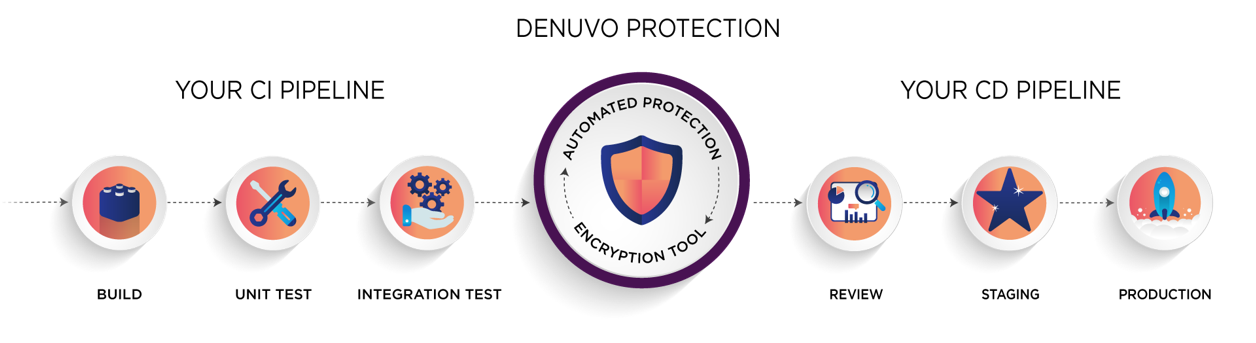 DENUVO PROTECTION
YOUR CI PIPELINE
YOUR CD PIPELINE
AUTOMATED PROTECTION
ENCRYPTION TOOL
BUILD
UNIT TEST
INTEGRATION TEST
REVIEW
STAGING
PRODUCTION